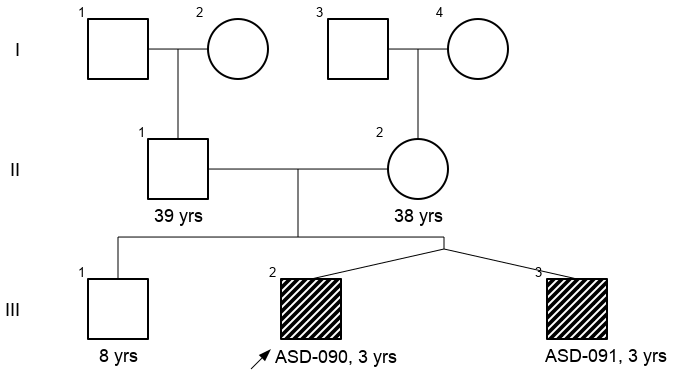 I
1
2
3
4
II
1
2
39 yrs
38 yrs
III
1
2
3
8 yrs
ASD-090, 3 yrs
ASD-091, 3 yrs